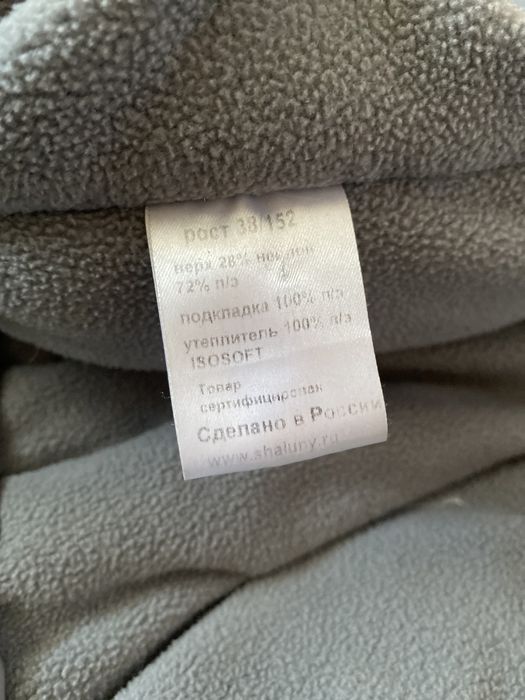 рост 38/152
верх 28% нейлон
72% п/э
подкладка 100% п/э
утеплитель 100% п/э
ISOSOFT
Товар
сертифицирован
Сделано в России
www.shaluny.ru